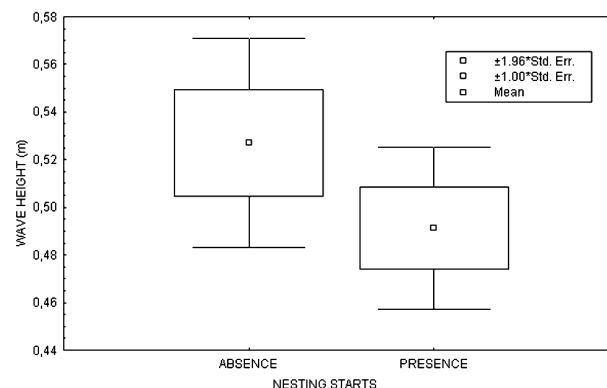 0,58
0,56
0,54
0,52
0,50
0,48
0,46
0,44
WAVE HEIGHT (m)
±1.96*Std. Err.
±1.00*Std. Err.
Mean
ABSENCE PRESENCE
NESTING STARTS